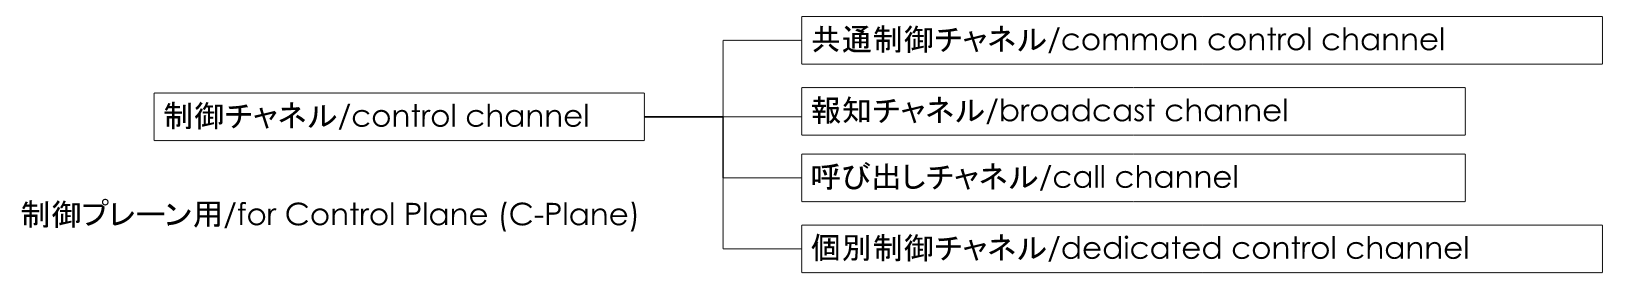 共通制御チャネル/common control channel
制御チャネル/control channel
報知チャネル/broadcast channel
呼び出しチャネル/call channel
制御プレーン用/for Control Plane (C-Plane)
個別制御チャネル/dedicated control channel